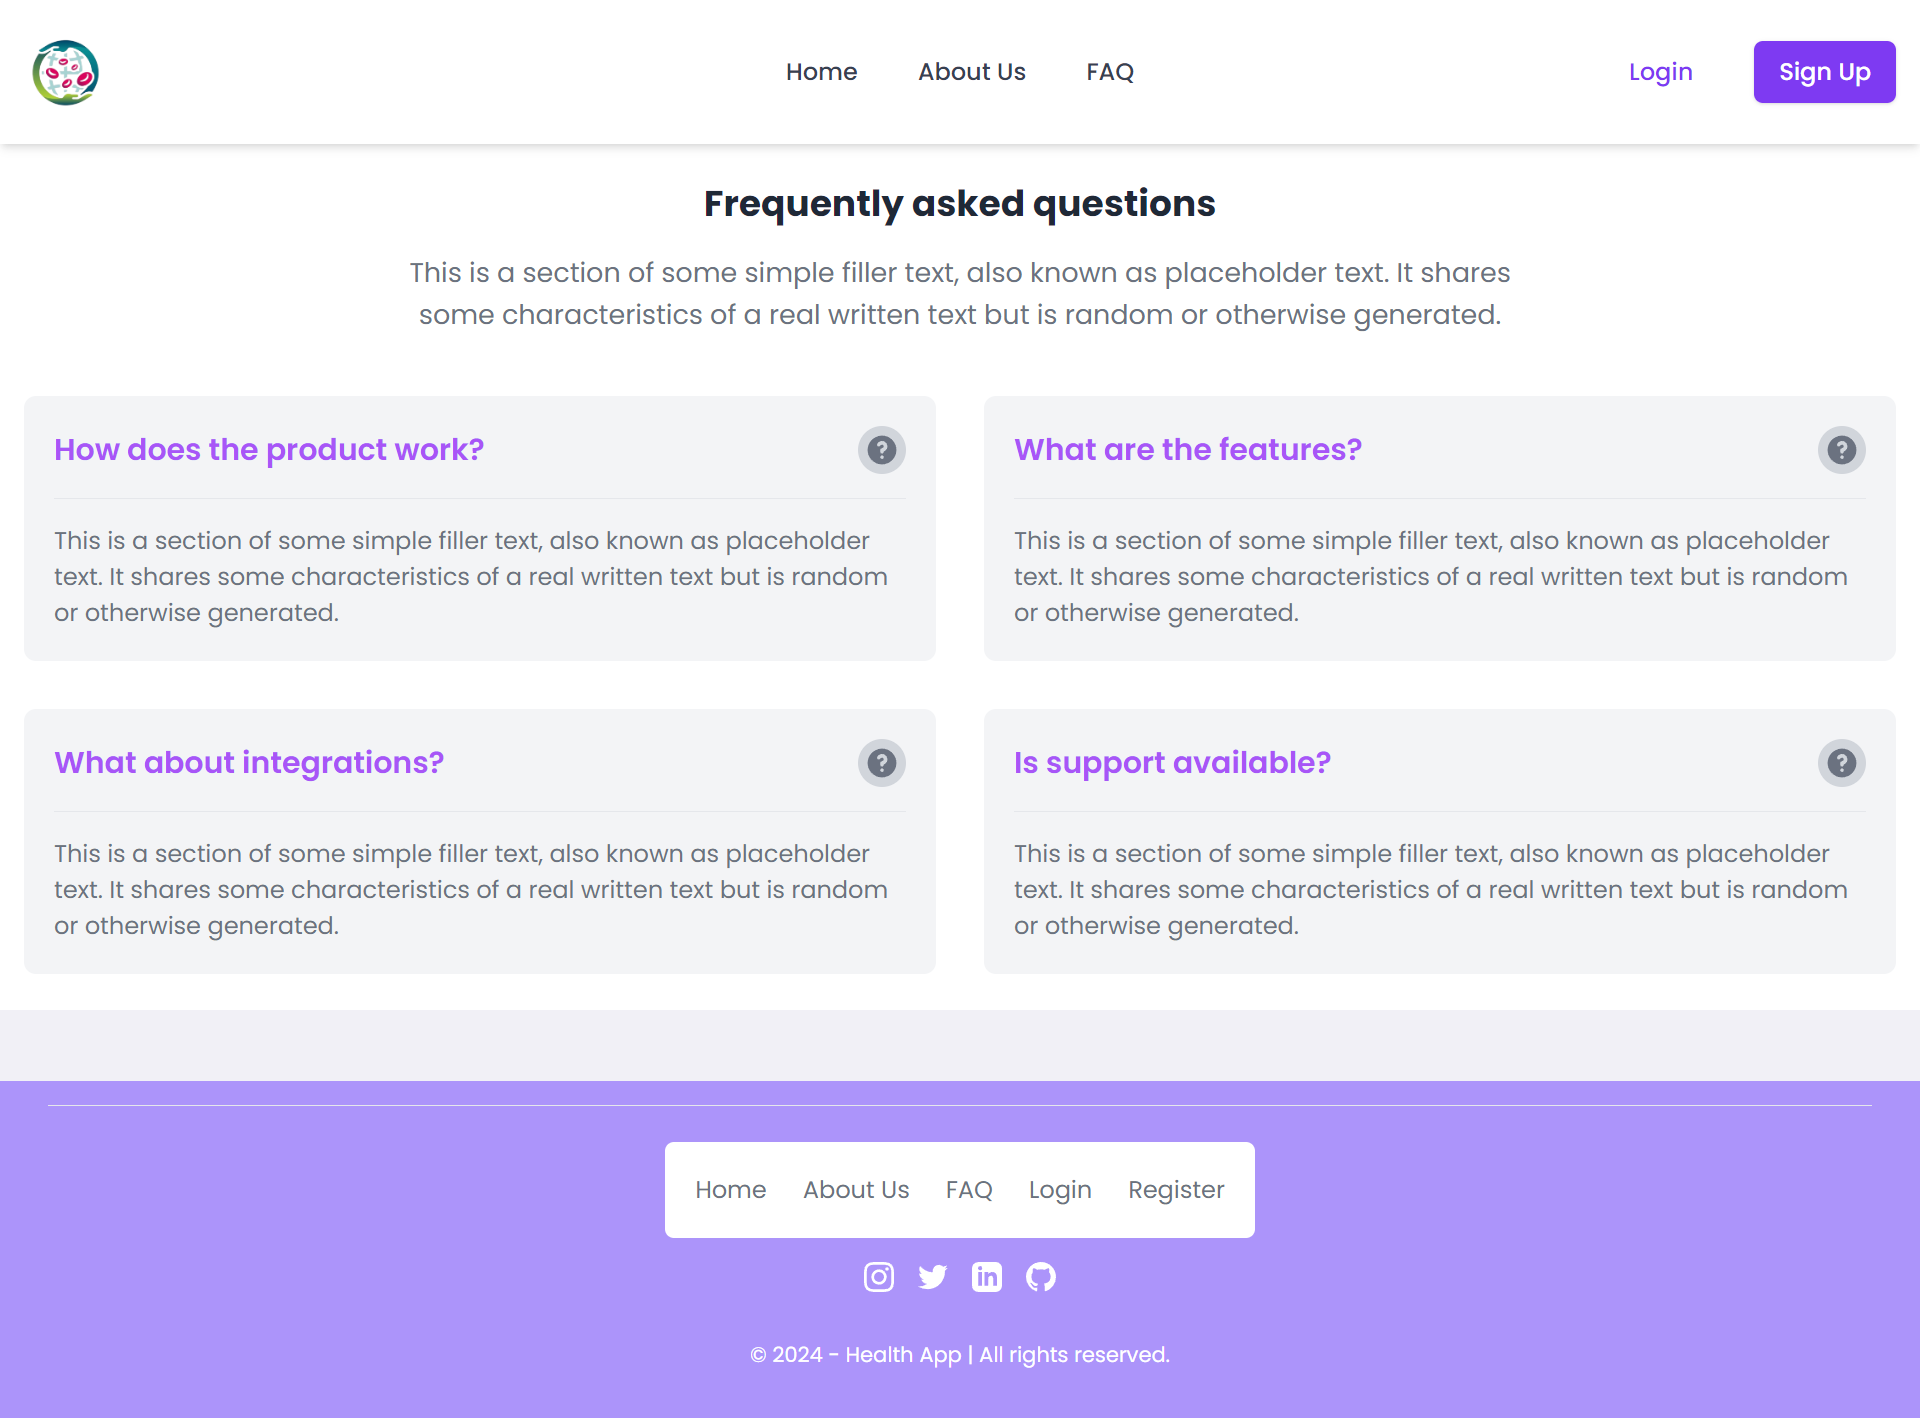 Home
About Us
FAQ
Login
Sign Up
Frequently asked questions
This is a section of some simple filler text, also known as placeholder text. It shares
some characteristics of a real written text but is random or otherwise generated.
How does the product work?
This is a section of some simple filler text, also known as placeholder
text. It shares some characteristics of a real written text but is random
or otherwise generated.
What are the features?
This is a section of some simple filler text, also known as placeholder
text. It shares some characteristics of a real written text but is random
or otherwise generated.
What about integrations?
This is a section of some simple filler text, also known as placeholder
text. It shares some characteristics of a real written text but is random
or otherwise generated.
Is support available?
This is a section of some simple filler text, also known as placeholder
text. It shares some characteristics of a real written text but is random
or otherwise generated.
Home
About Us
FAQ
Login
Register
© 2024 - Health App | All rights reserved.